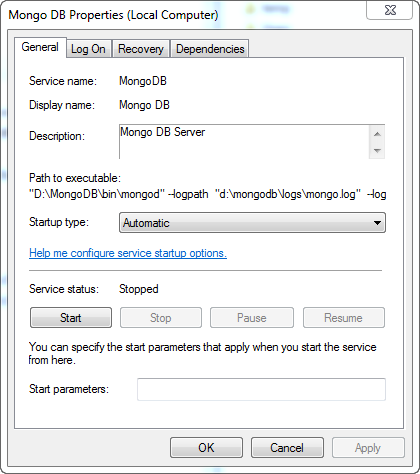 Mongo DB Properties (Local Computer)
General Log On Recovery Dependencies
Service name: MongoDB
Display name: Mongo DB
Description: Mongo DB Server
Path to executable:
"D:\MongoDB\bin\mongod" --logpath "d:\mongodb\logs\mongo.log" --log
Startup type: Automatic
Help me configure service startup options.
Service status: Stopped
Start Stop Pause Resume
You can specify the start parameters that apply when you start the service
from here.
Start parameters:
OK Cancel Apply